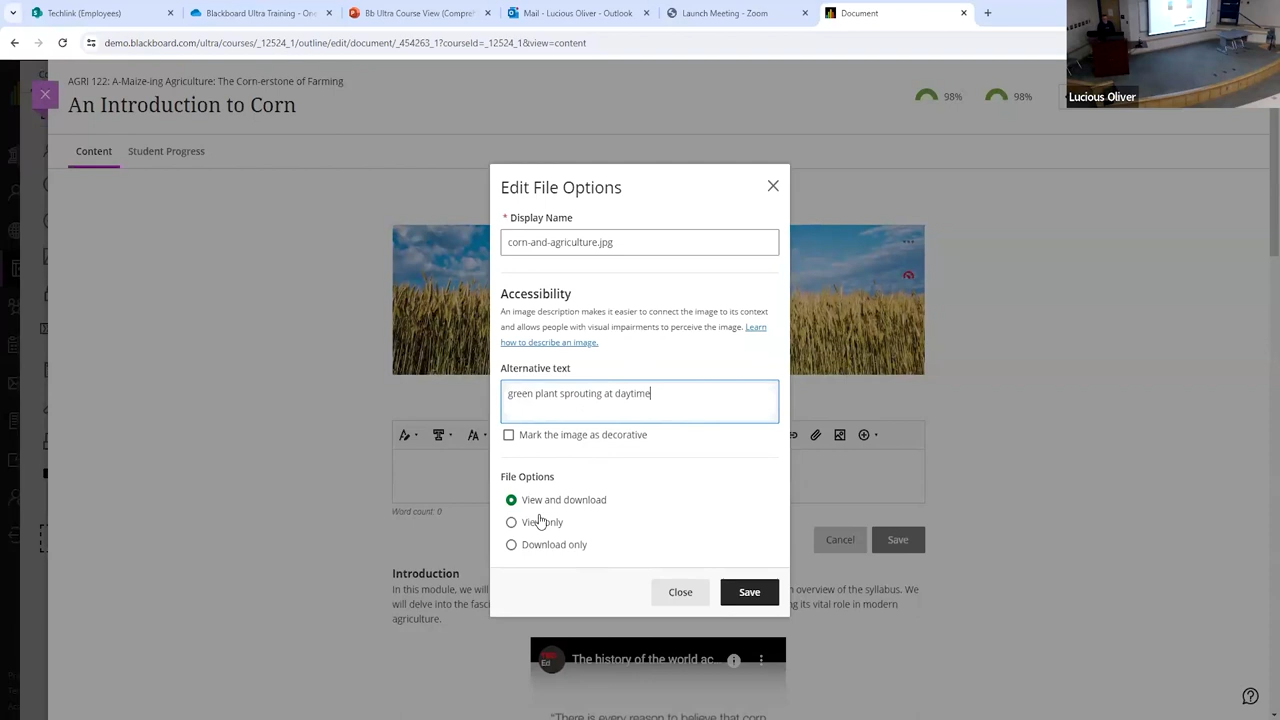 Techlink (External)
Blackboard Ultra Training - One
Bb Ultra Course View (Compe
Mail - Lucious Oliver - Outlook
Launch Meeting - Zoom
Document
demo.blackboard.com/ultra/courses/_12524_1/outline/edit/document/_454263_1?courseId=_12524_1&view=content
Lucious Oliver
AGRI 122: A-Maize-ing Agriculture: The Corn-erstone of Farming
An Introduction to Corn
98%
98%
Content
Student Progress
Edit File Options
* Display Name
corn-and-agriculture.jpg
Accessibility
An image description makes it easier to connect the image to its context
and allows people with visual impairments to perceive the image. Learn
how to describe an image.
Alternative text
green plant sprouting at daytime
Mark the image as decorative
File Options
View and download
View only
Download only
Close
Save
Word count: 0
Cancel
Save
Introduction
In this module, we will
n overview of the syllabus. We
will delve into the fasci
ng its vital role in modern
agriculture.
Ed
The history of the world ac...
"There is every reason to believe that corn